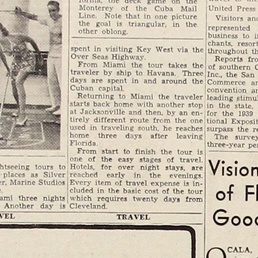 forma, the deck game on the
Monterey of the Cuba Mail
Line. Note that in one picture
the goal is triangular, in the
other oblong.
spent in visiting Key West via the
Over Seas Highway.
From Miami the tour takes the
traveler by ship to Havana. Three
days are spent in and around the
Cuban capital.
Returning to Miami the traveler
starts back home with another stop
at Jacksonville and then, by an en-
tirely different route from the one
used in traveling south, he reaches
home three days after leaving
Florida.
From start to finish the tour is
one of the easy stages of travel.
Hotels, for over night stays, are
reached early in the evenings.
Every item of travel expense is in-
cluded in the basic cost of the tour
which requires twenty days from
Cleveland.
htseeing tours to
places as Silver
er, Marine Studios
ami three nights
Another day is
VEL
TRAVEL
United Press
Visitors and
represented
business to i
chants, resort
throughout th
Reports from
of southern C
Inc., the San
Commerce an
convention an
leading stimul
in the state,
for the 1939
tional Exposit
surpass the re
The survey
three-year pe
Vision
of Fl
Good
OCALA,